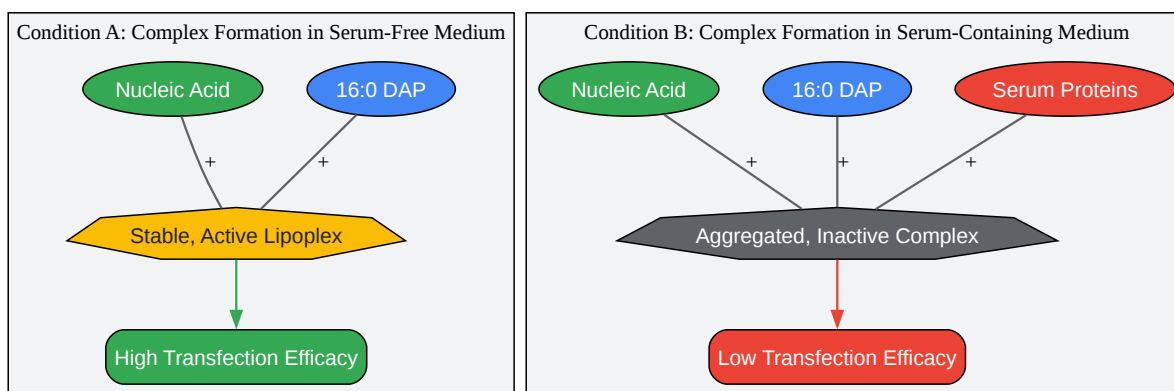 Condition A: Complex Formation in Serum-Free Medium
Nucleic Acid
16:0 DAP
+
+
Stable, Active Lipoplex
High Transfection Efficacy
Condition B: Complex Formation in Serum-Containing Medium
Nucleic Acid
16:0 DAP
Serum Proteins
+
+
+
Aggregated, Inactive Complex
Low Transfection Efficacy